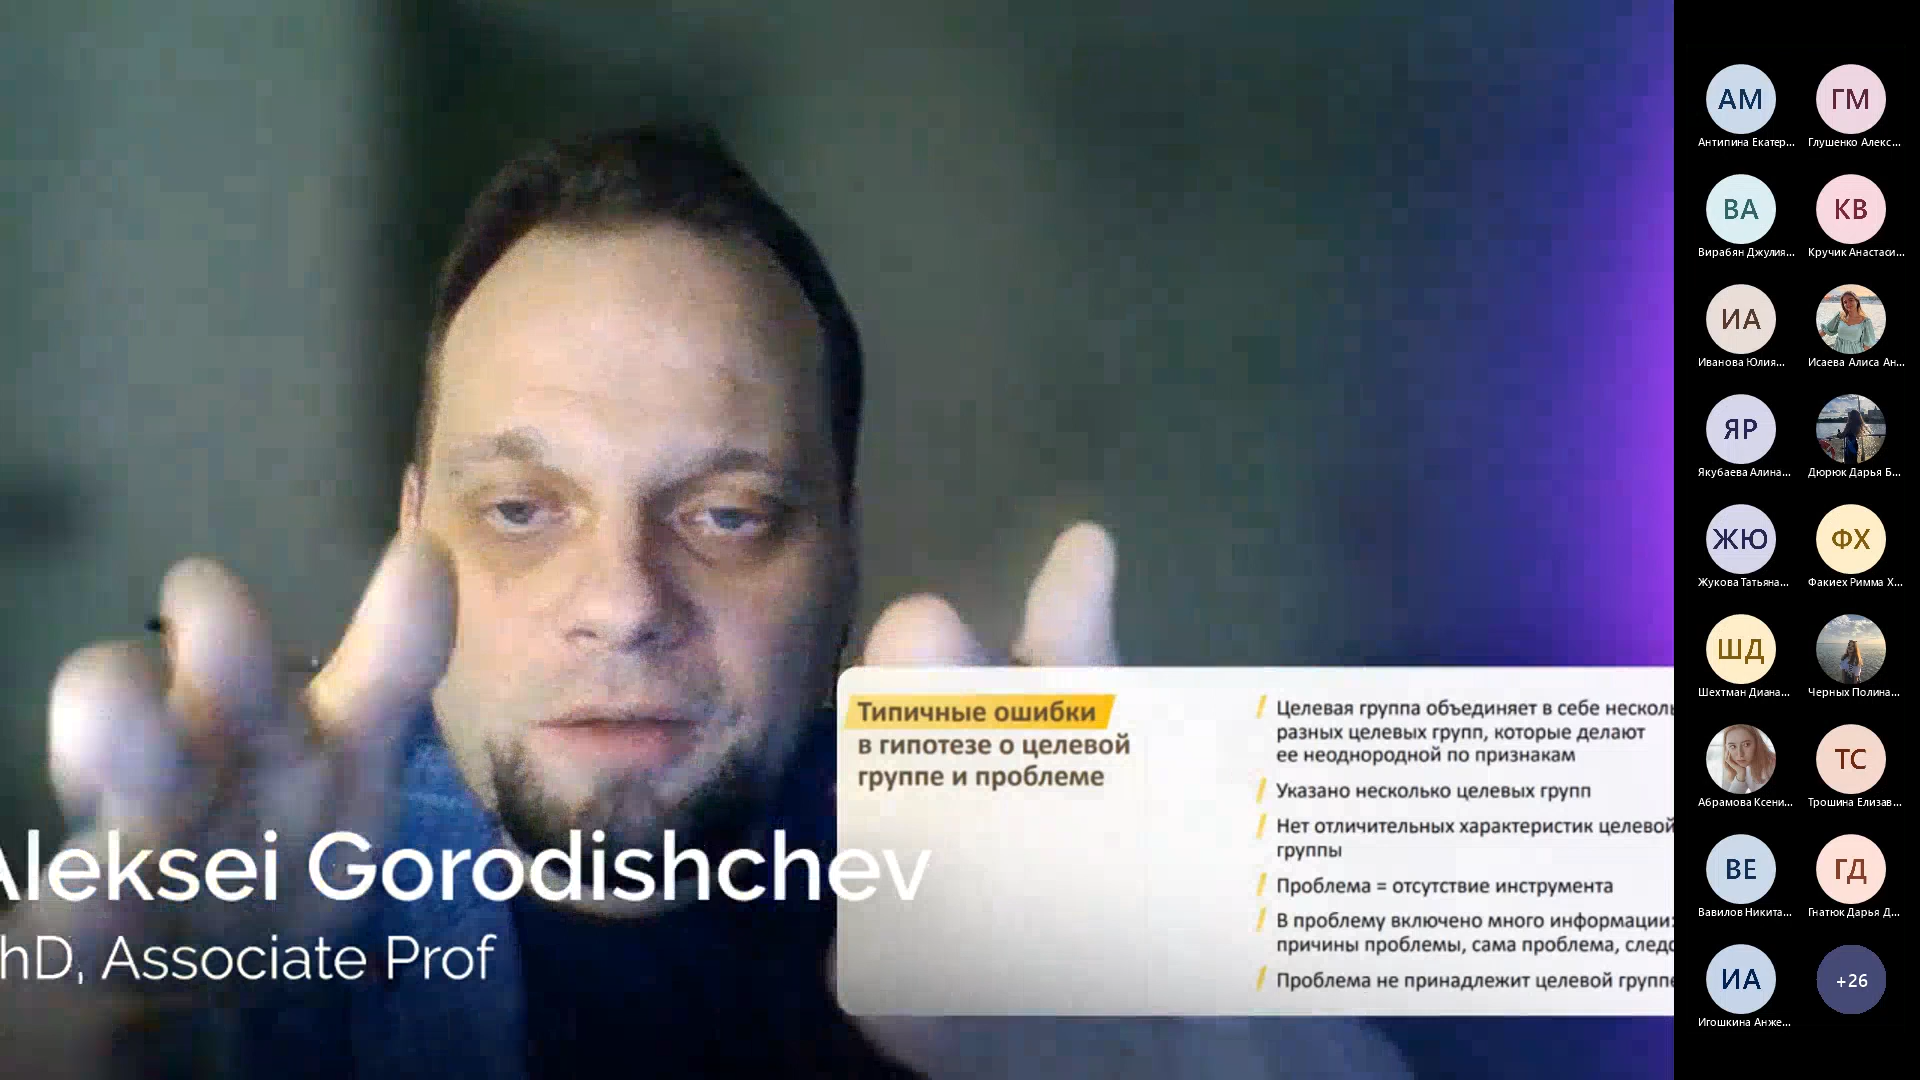 Aleksei Gorodishchev
hD, Associate Prof
Типичные ошибки
в гипотезе о целевой
группе и проблеме
Целевая группа объединяет в себе несколь
разных целевых групп, которые делают
ее неоднородной по признакам
Указано несколько целевых групп
Нет отличительных характеристик целевой
группы
Проблема = отсутствие инструмента
В проблему включено много информации:
причины проблемы, сама проблема, следс
Проблема не принадлежит целевой группе
АМ
Антипина Екатер...
ГМ
Глушенко Алекс...
ВА
Вирабян Джулия...
КВ
Кручик Анастаси...
ИА
Иванова Юлия...
Исаева Алиса Ан...
ЯР
Якубаева Алина...
Дюрюк Дарья Б...
ЖЮ
Жукова Татьяна...
ФХ
Факиех Римма Х...
ШД
Шехтман Диана...
Черных Полина...
Абрамова Ксени...
ТС
Трошина Елизав...
ВЕ
Вавилов Никита...
ГД
Гнатюк Дарья Д...
ИА
Игошкина Анже...
+26